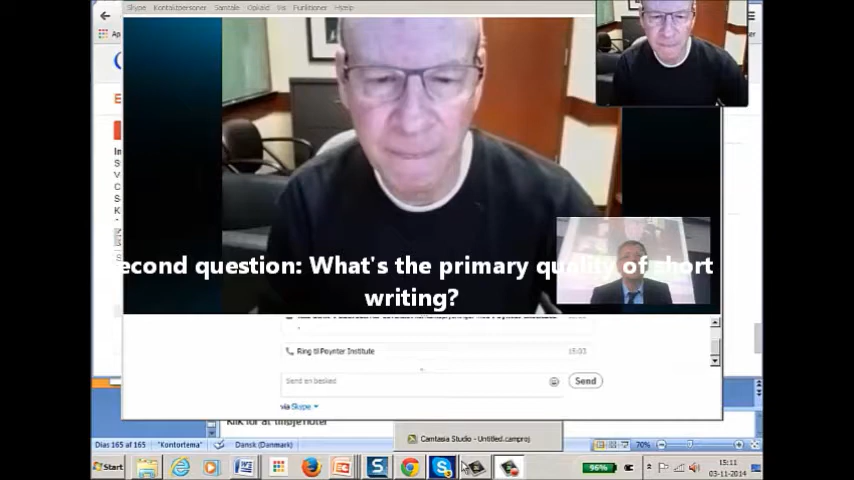 Skype Kontaktpersoner Samtale Opkald Vis Funktioner Hjælp
Ap
In
S
V
C
S
K
econd question: What's the primary quality of short
writing?
Ring til Poynter Institute 15:03
Send en besked
Send
via Skype
Klik for at tilføje noter
Camtasia Studio - Untitled.camproj
Dias 165 af 165 "Kontortema" Dansk (Danmark) 70%
Start 96% 15:11
03-11-2014